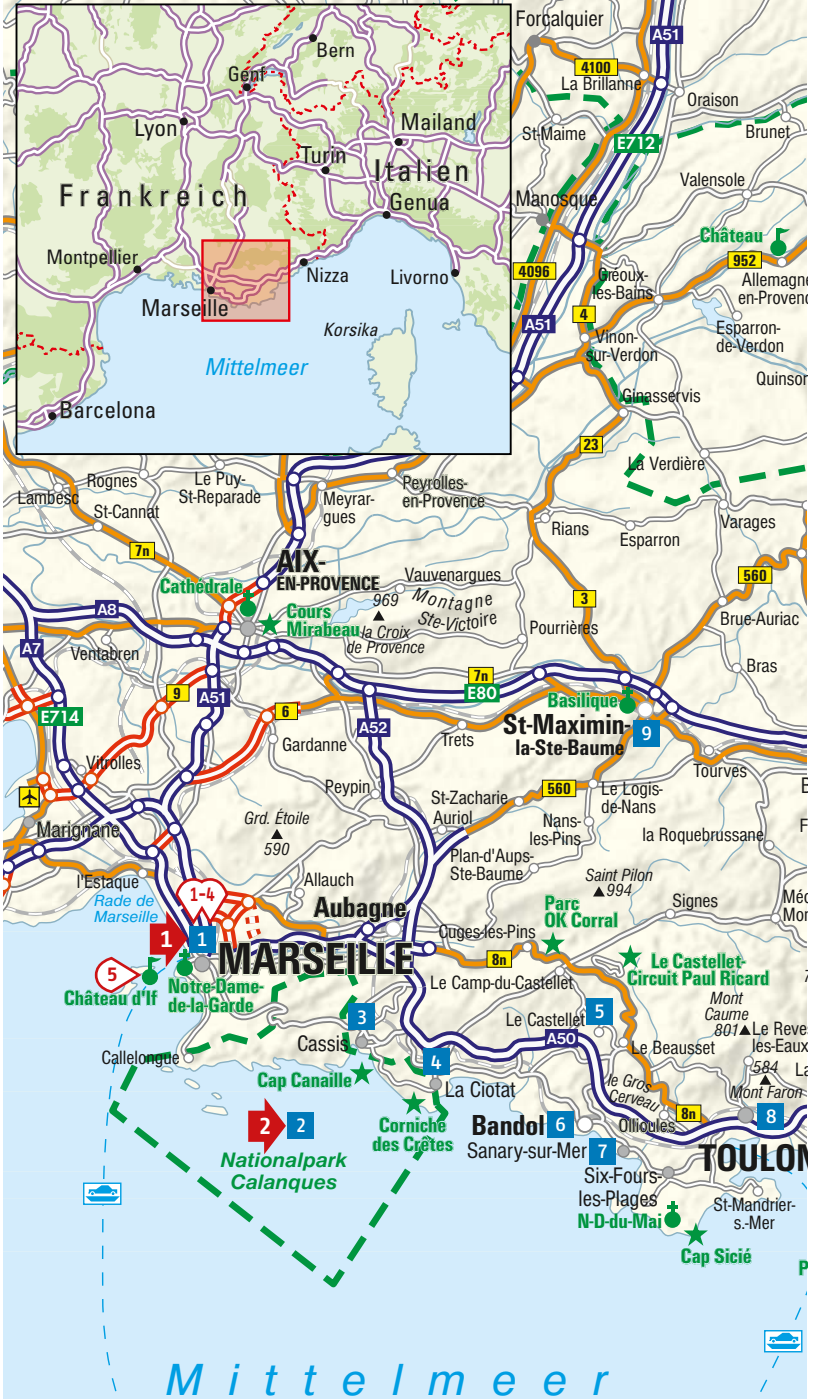 Bern
Genf
Lyon
Mailand
Turin
Italien
Frankreich
Genua
Montpellier
Nizza
Livorno
Marseille
Korsika
Mittelmeer
Barcelona
Forcalquier
A51
4100
La Brillanne
Oraison
St-Maime
Brunet
E712
Valensole
Manosque
Château
952
4096
Gréoux-
les-Bains
Allemagne
en-Provenc
A51
4
Esparron-
de-Verdon
Vinon-
sur-Verdon
Quinson
Ginasservis
23
La Verdière
Rognes
Le Puy-
St-Reparade
Peyrolles-
en-Provence
Lambesc
Meyrar-
gues
St-Cannat
Varages
Rians
Esparron
7n
AIX-
EN-PROVENCE
Vauvenargues
560
Cathédrale
969
Montagne
Ste-Victoire
3
A8
Cours
Mirabeau
la Croix
de Provence
Pourrières
Brue-Auriac
A7
Ventabren
Bras
7n
E80
9
A51
Basilique
E714
6
A52
St-Maximin-
la-Ste-Baume
9
Gardanne
Trets
Vitrolles
Tourves
Peypin
560
Le Logis-
de-Nans
St-Zacharie
Auriol
Marignane
Grd. Étoile
590
Nans-
les-Pins
la Roquebrussane
Plan-d'Aups-
Ste-Baume
l'Estaque
Allauch
Saint Pilon
994
Rade de
Marseille
1-4
Aubagne
Parc
OK Corral
Signes
Méo
Mon
1
1
Cuges-les-Pins
MARSEILLE
8n
Le Castellet-
Circuit Paul Ricard
5
Château d'If
Notre-Dame-
de-la-Garde
Le Camp-du-Castellet
Mont
Caume
801
3
Le Castellet
5
Le Reves
les-Eaux
Cassis
A50
Le Beausset
Callelongue
4
584
La
Cap Canaille
La Ciotat
le Gros
Cerveau
Mont Faron
2
2
Corniche
des Crêtes
Bandol
6
8n
8
Ollioules
Nationalpark
Calanques
Sanary-sur-Mer
7
TOULON
Six-Fours-
les-Plages
St-Mandrier-
s.-Mer
N-D-du-Mai
Cap Sicié
P
Mittelmeer